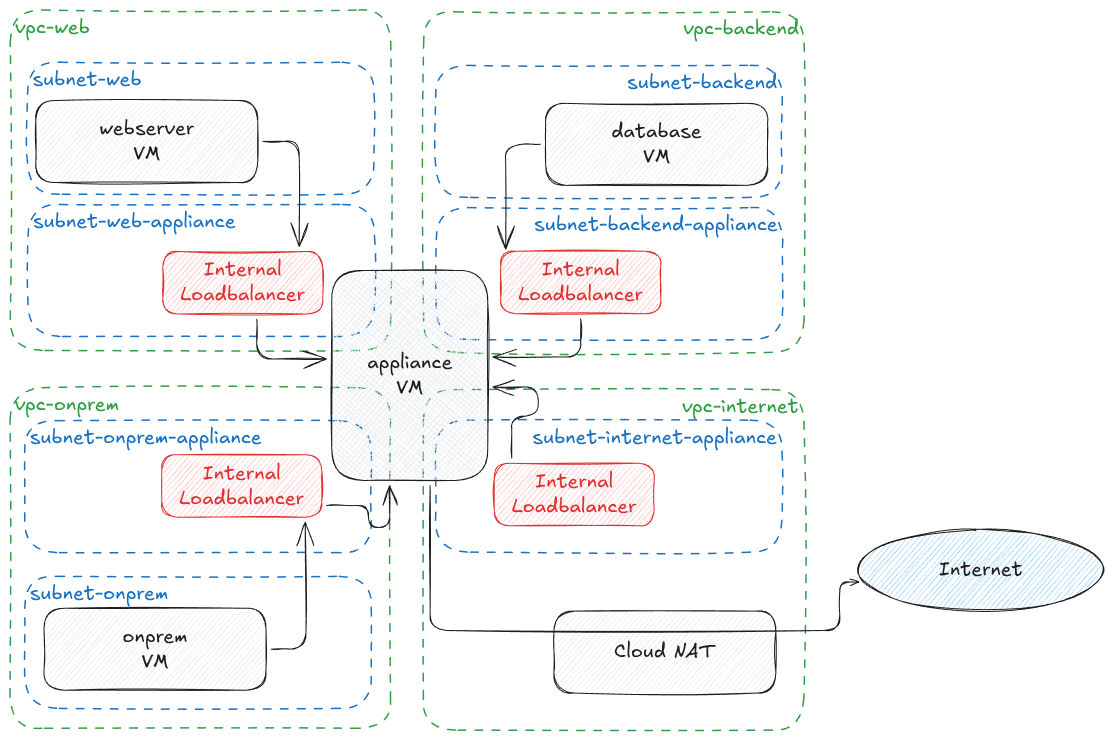 vpc-web
subnet-web
webserver
VM
subnet-web-appliance
Internal
Loadbalancer
vpc-backend
subnet-backend
database
VM
subnet-backend-appliance
Internal
Loadbalancer
appliance
VM
vpc-onprem
subnet-onprem-appliance
Internal
Loadbalancer
subnet-onprem
onprem
VM
vpc-internet
subnet-internet-appliance
Internal
Loadbalancer
Cloud NAT
Internet